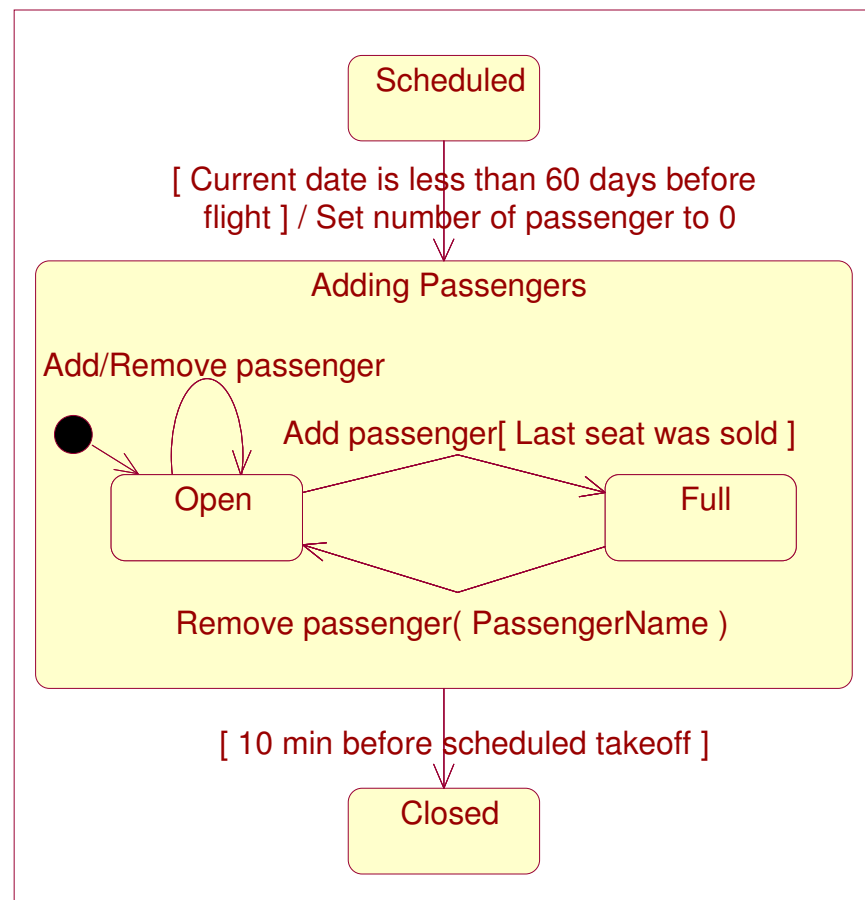 Scheduled
[ Current date is less than 60 days before
flight ] / Set number of passenger to 0
Adding Passengers
Add/Remove passenger
Add passenger[ Last seat was sold ]
Open
Full
Remove passenger( PassengerName )
[ 10 min before scheduled takeoff ]
Closed